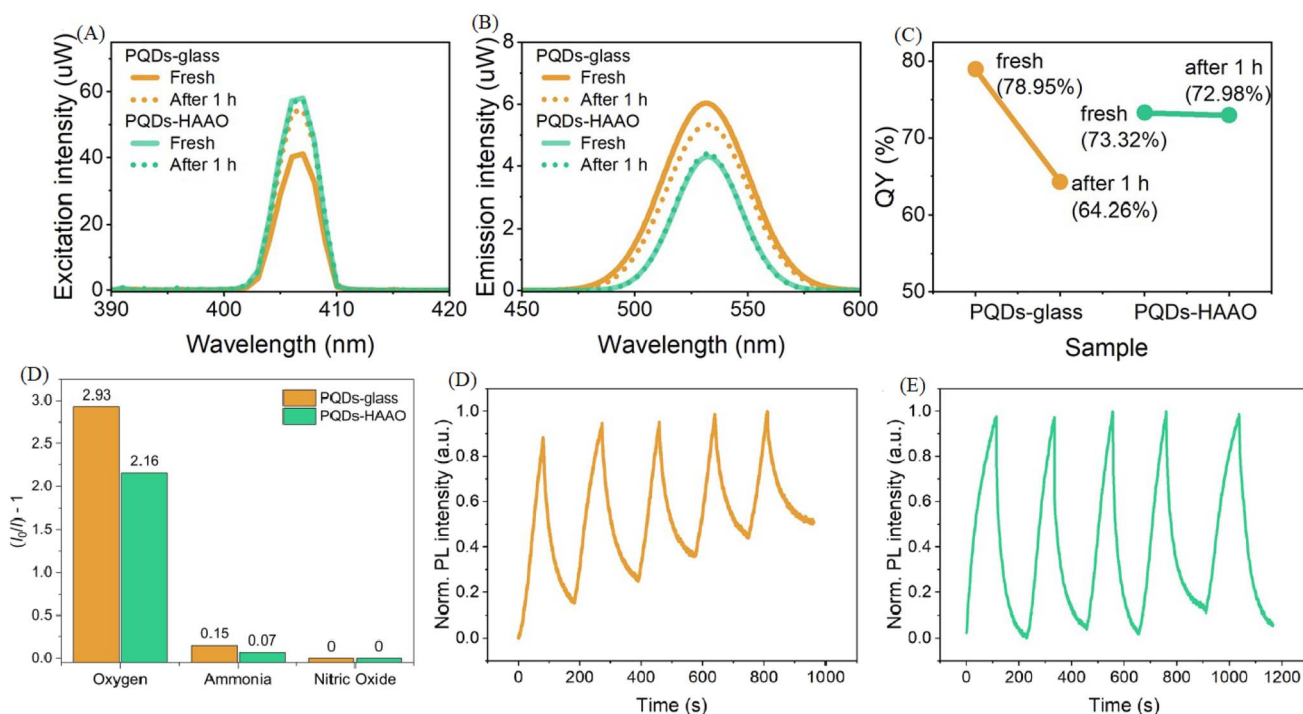 (A)
Excitation intensity (uW)
60
40
20
0
PQDs-glass
Fresh
After 1 h
PQDs-HAAO
Fresh
After 1 h
390
400
410
420
Wavelength (nm)
(B)
Emission intensity (uW)
8
6
4
2
0
PQDs-glass
Fresh
After 1 h
PQDs-HAAO
Fresh
After 1 h
450
500
550
600
Wavelength (nm)
(C)
QY (%)
80
70
60
50
fresh
(78.95%)
after 1 h
(64.26%)
fresh
(73.32%)
after 1 h
(72.98%)
PQDs-glass
PQDs-HAAO
Sample
(D)
(I₀/I) - 1
3.0
2.5
2.0
1.5
1.0
0.5
0.0
2.93
2.16
0.15
0.07
0
0
PQDs-glass
PQDs-HAAO
Oxygen
Ammonia
Nitric Oxide
(D)
Norm. PL intensity (a.u.)
1.0
0.8
0.6
0.4
0.2
0.0
0
200
400
600
800
1000
Time (s)
(E)
Norm. PL intensity (a.u.)
1.0
0.8
0.6
0.4
0.2
0.0
0
200
400
600
800
1000
1200
Time (s)